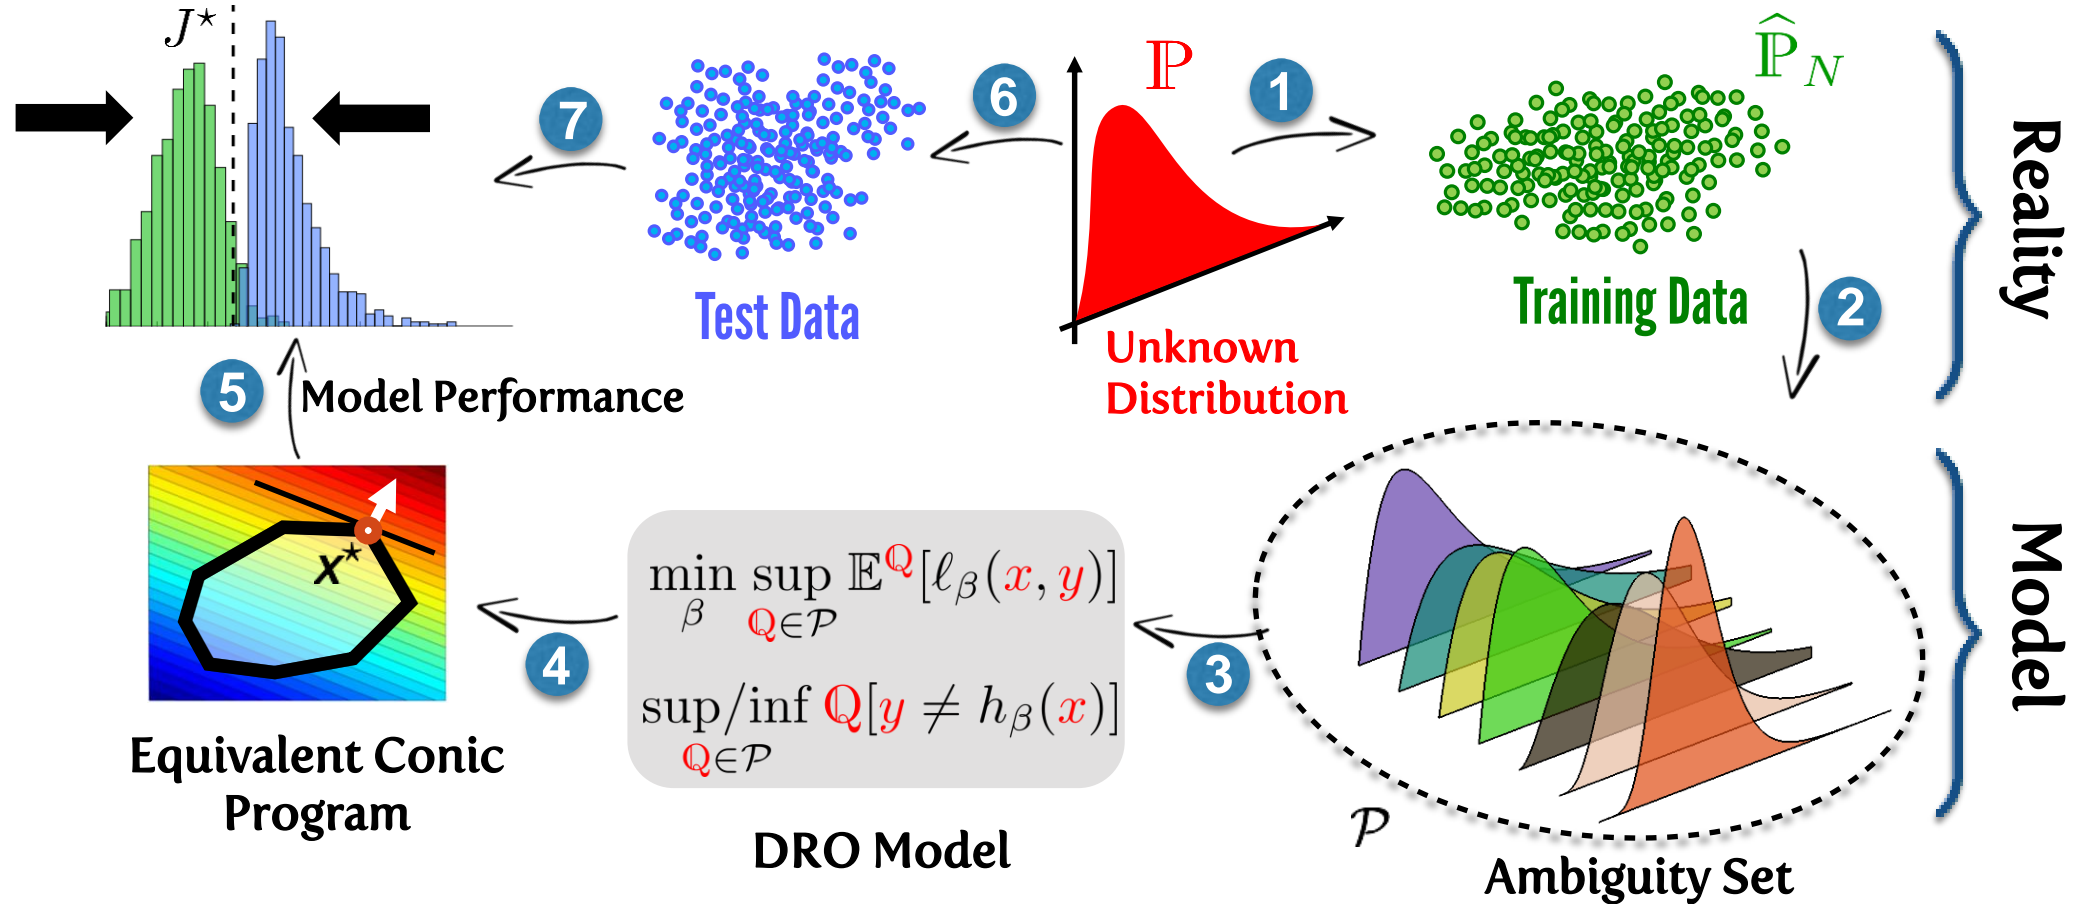 J⋆
7
6
ℙ
1
ℙ̂_N
Reality
Test Data
Training Data
2
Unknown
Distribution
5
Model Performance
x⋆
min sup 𝔼^ℚ[ℓ_β(x, y)]
β ℚ∈𝒫
sup/inf ℚ[y ≠ h_β(x)]
ℚ∈𝒫
4
3
Model
Equivalent Conic
Program
DRO Model
𝒫
Ambiguity Set